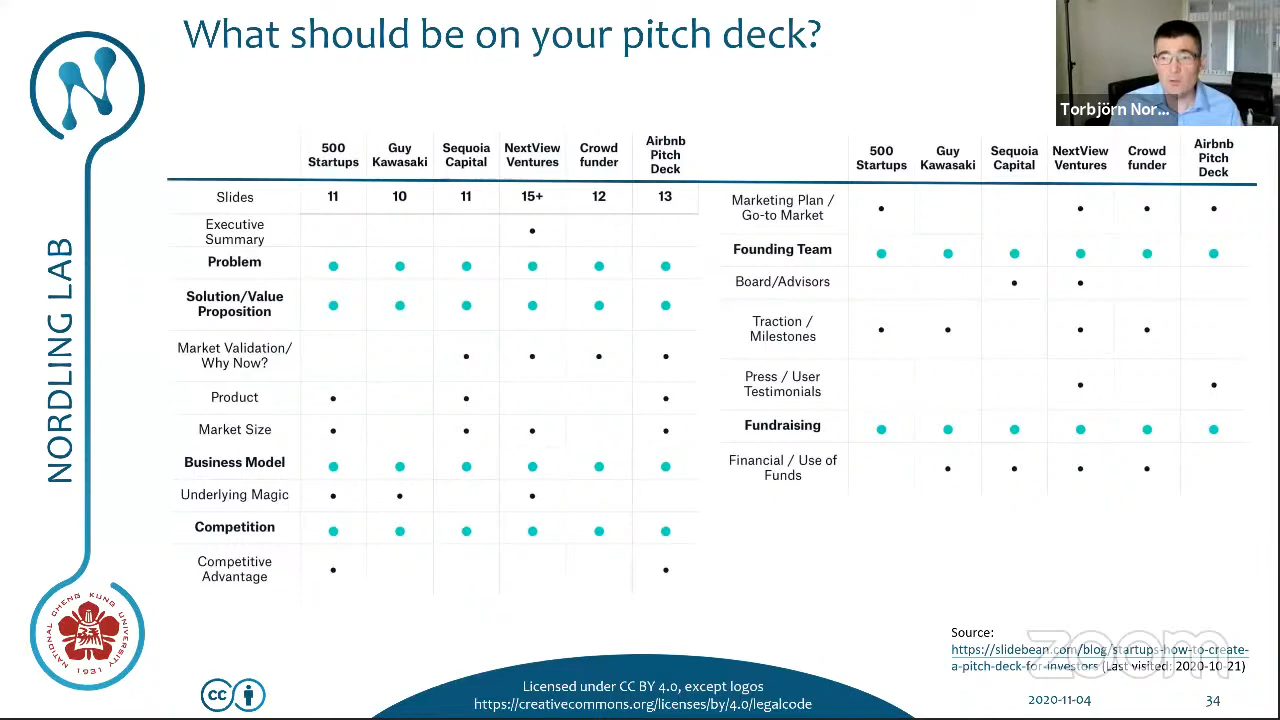 What should be on your pitch deck?
Torbjörn Nor...
NORDLING LAB
NATIONAL CHENG KUNG UNIVERSITY
1931
500 Startups Guy Kawasaki Sequoia Capital NextView Ventures Crowd funder Airbnb Pitch Deck
Slides 11 10 11 15+ 12 13
Executive
Summary •
Problem ● ● ● ● ● ●
Solution/Value
Proposition ● ● ● ● ● ●
Market Validation/
Why Now? • • • •
Product • • •
Market Size • • • •
Business Model ● ● ● ● ● ●
Underlying Magic • • •
Competition ● ● ● ● ● ●
Competitive
Advantage • •
500 Startups Guy Kawasaki Sequoia Capital NextView Ventures Crowd funder Airbnb Pitch Deck
Marketing Plan /
Go-to Market • • • •
Founding Team ● ● ● ● ● ●
Board/Advisors • •
Traction /
Milestones • • • •
Press / User
Testimonials • •
Fundraising ● ● ● ● ● ●
Financial / Use of
Funds • • • •
Source:
https://slidebean.com/blog/startups-how-to-create-
a-pitch-deck-for-investors (Last visited: 2020-10-21)
zoom
cc
Licensed under CC BY 4.0, except logos
https://creativecommons.org/licenses/by/4.0/legalcode
2020-11-04 34